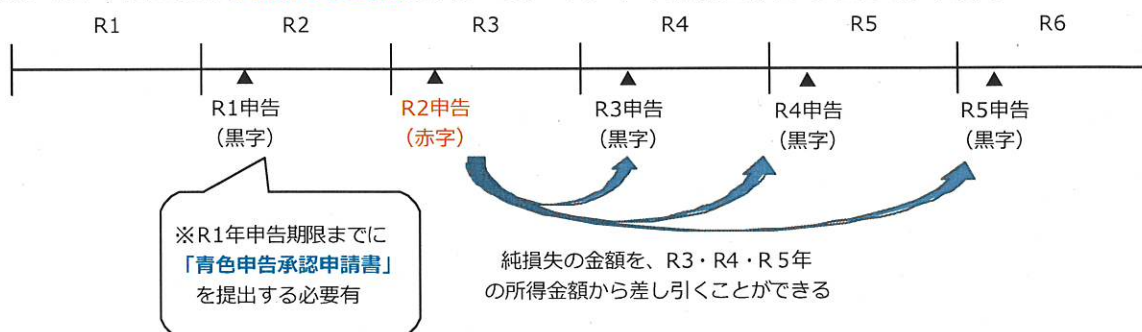 R1 R2 R3 R4 R5 R6
R1申告 R2申告 R3申告 R4申告 R5申告
(黒字) (赤字) (黒字) (黒字) (黒字)
※R1年申告期限までに
「青色申告承認申請書」
を提出する必要有
純損失の金額を、R3・R4・R5年
の所得金額から差し引くことができる